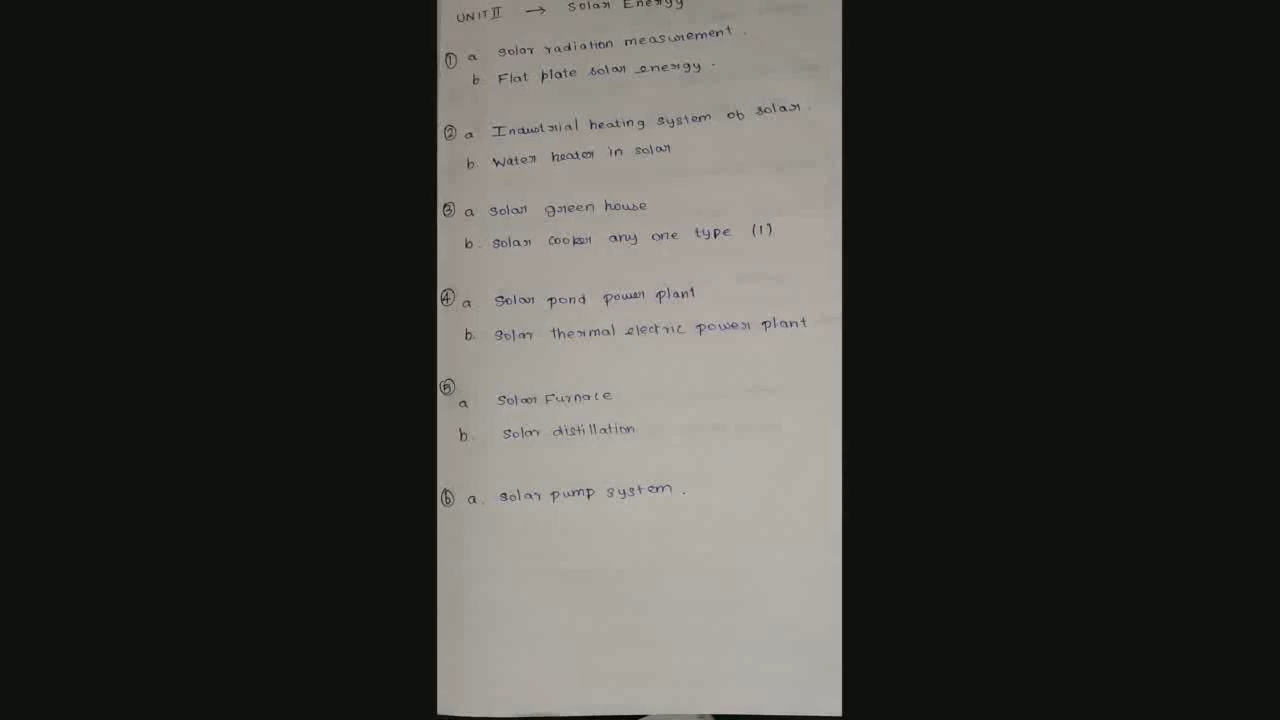 UNIT II → Solar Energy
① a solar radiation measurement.
b Flat plate solar energy.
② a Industrial heating system of solar.
b. Water heater in solar
③ a solar green house
b. solar cooker any one type (1)
④ a Solar pond power plant
b. Solar thermal electric power plant
⑤
a Solar Furnace
b. Solar distillation
⑥ a. solar pump system.